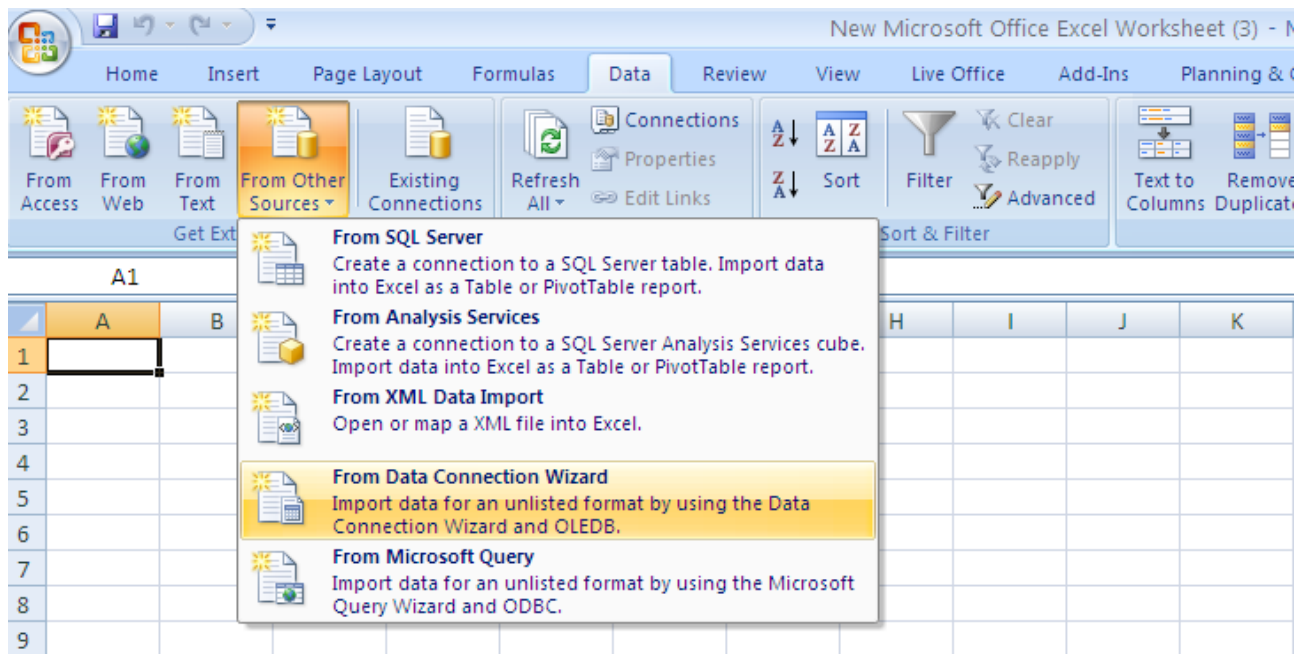 New Microsoft Office Excel Worksheet (3) -
Home Insert Page Layout Formulas Data Review View Live Office Add-Ins Planning &
From Access
From Web
From Text
From Other Sources
Existing Connections
Refresh All
Connections
Properties
Edit Links
A Z
Z A
A Z
Z A
Sort
Filter
Clear
Reapply
Advanced
Text to Columns
Remove
Get Ext
Sort & Filter
From SQL Server
Create a connection to a SQL Server table. Import data
into Excel as a Table or PivotTable report.
From Analysis Services
Create a connection to a SQL Server Analysis Services cube.
Import data into Excel as a Table or PivotTable report.
From XML Data Import
Open or map a XML file into Excel.
From Data Connection Wizard
Import data for an unlisted format by using the Data
Connection Wizard and OLEDB.
From Microsoft Query
Import data for an unlisted format by using the Microsoft
Query Wizard and ODBC.
A1
A B H I J K
1
2
3
4
5
6
7
8
9